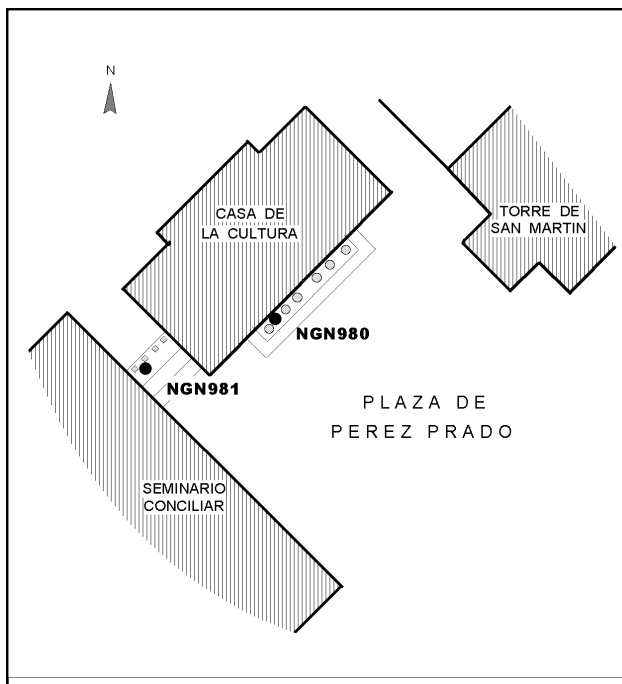 N
CASA DE
LA CULTURA
TORRE DE
SAN MARTIN
NGN980
NGN981
PLAZA DE
PEREZ PRADO
SEMINARIO
CONCILIAR